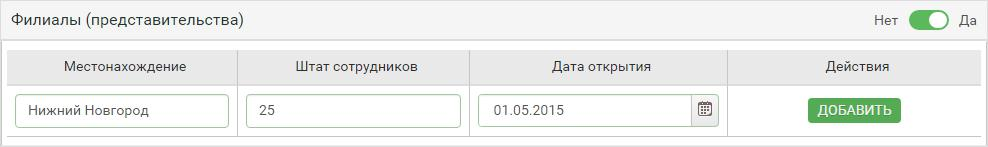 Филиалы (представительства) Нет Да
Местонахождение Штат сотрудников Дата открытия Действия
Нижний Новгород 25 01.05.2015 ДОБАВИТЬ